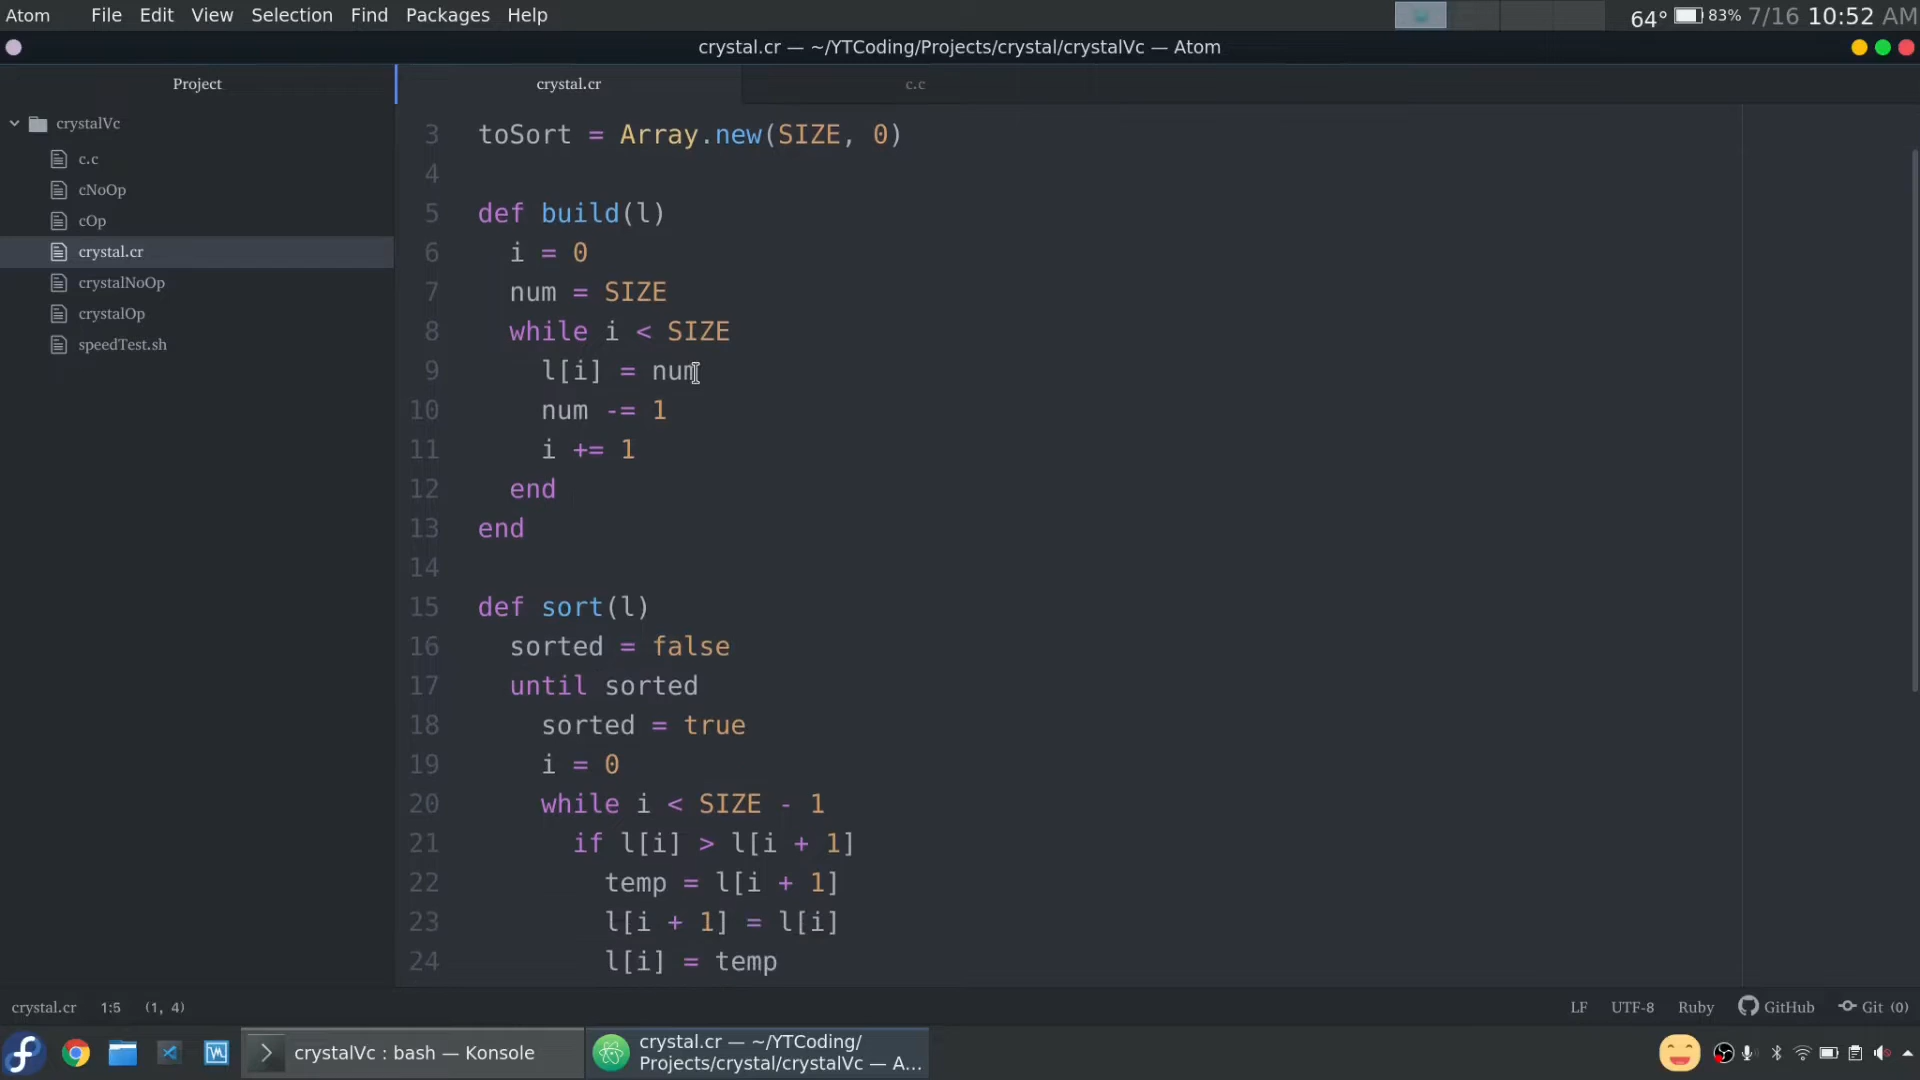 Atom File Edit View Selection Find Packages Help 64° 83% 7/16 10:52 AM
crystal.cr — ~/YTCoding/Projects/crystal/crystalVc — Atom
Project
crystalVc
c.c
cNoOp
cOp
crystal.cr
crystalNoOp
crystalOp
speedTest.sh
crystal.cr c.c
3 toSort = Array.new(SIZE, 0)
4
5 def build(l)
6 i = 0
7 num = SIZE
8 while i < SIZE
9 l[i] = num
10 num -= 1
11 i += 1
12 end
13 end
14
15 def sort(l)
16 sorted = false
17 until sorted
18 sorted = true
19 i = 0
20 while i < SIZE - 1
21 if l[i] > l[i + 1]
22 temp = l[i + 1]
23 l[i + 1] = l[i]
24 l[i] = temp
crystal.cr 1:5 (1, 4) LF UTF-8 Ruby GitHub Git (0)
crystalVc : bash — Konsole
crystal.cr — ~/YTCoding/
Projects/crystal/crystalVc — A...